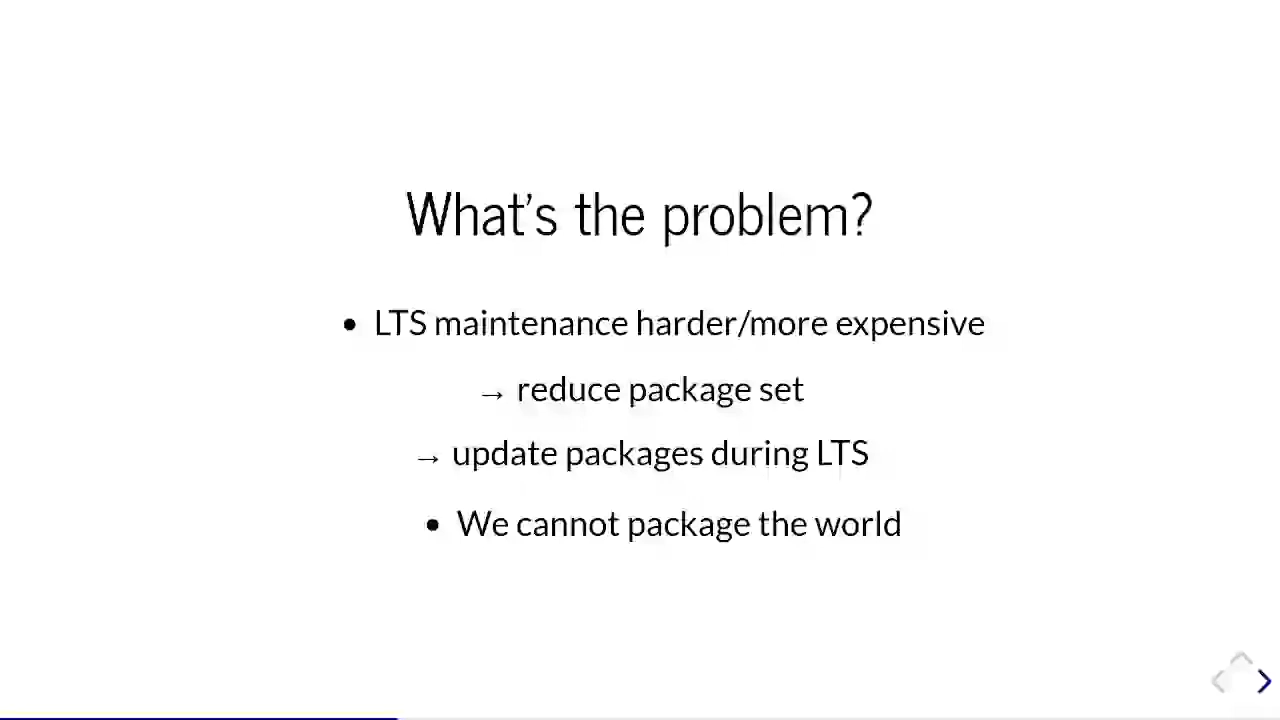 What's the problem?
• LTS maintenance harder/more expensive
→ reduce package set
→ update packages during LTS
• We cannot package the world